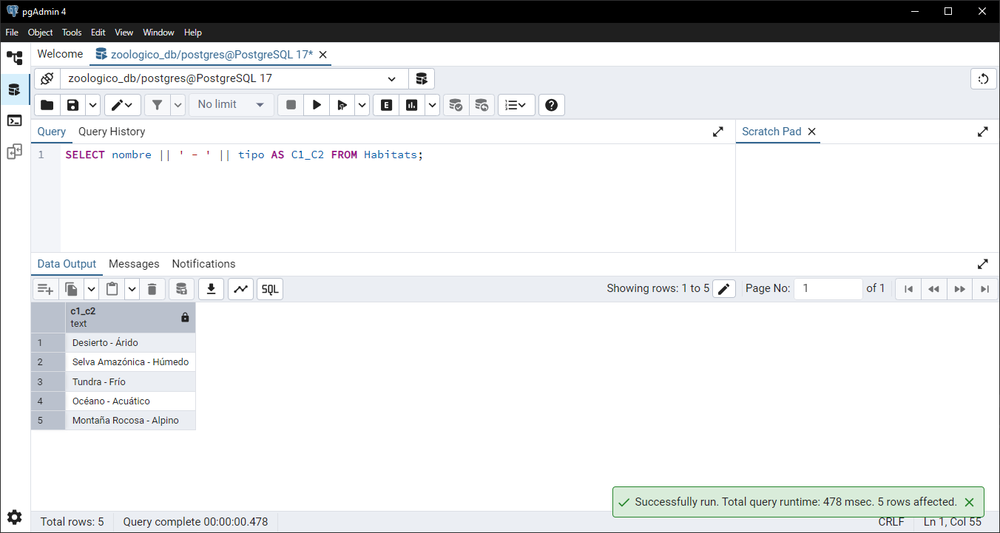 pgAdmin 4
File Object Tools Edit View Window Help
Welcome zoologico_db/postgres@PostgreSQL 17*
zoologico_db/postgres@PostgreSQL 17
No limit
E
Query Query History Scratch Pad
1 SELECT nombre || ' - ' || tipo AS C1_C2 FROM Habitats;
Data Output Messages Notifications
SQL Showing rows: 1 to 5 Page No: 1 of 1
c1_c2
text
1 Desierto - Árido
2 Selva Amazónica - Húmedo
3 Tundra - Frío
4 Océano - Acuático
5 Montaña Rocosa - Alpino
Successfully run. Total query runtime: 478 msec. 5 rows affected.
Total rows: 5 Query complete 00:00:00.478 CRLF Ln 1, Col 55